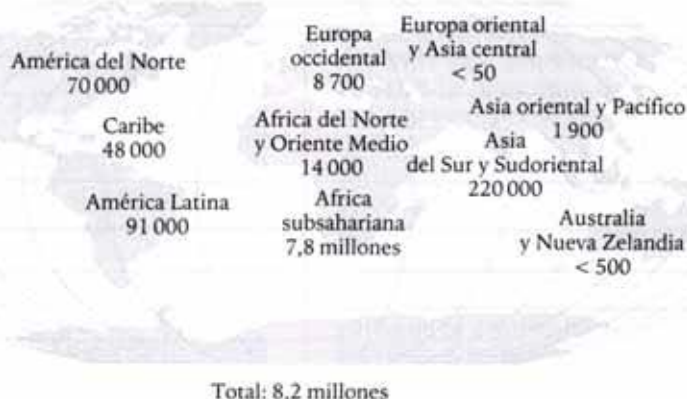 América del Norte
70 000
Caribe
48 000
América Latina
91 000
Europa
occidental
8 700
Africa del Norte
y Oriente Medio
14 000
Africa
subsahariana
7,8 millones
Europa oriental
y Asia central
< 50
Asia oriental y Pacífico
1 900
Asia
del Sur y Sudoriental
220 000
Australia
y Nueva Zelandia
< 500
Total: 8,2 millones